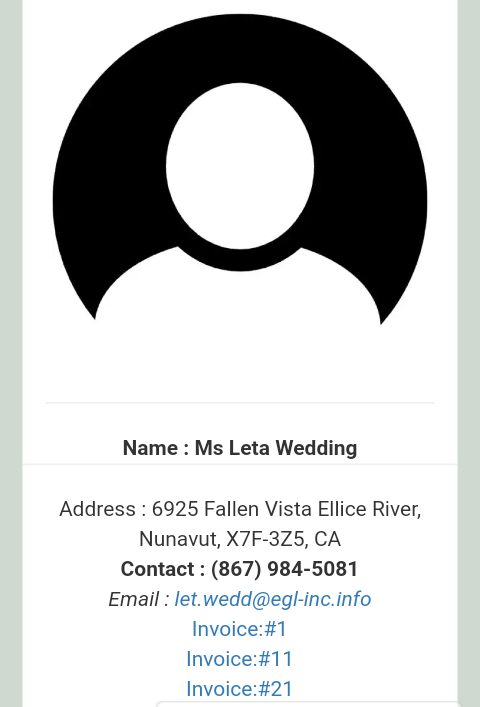 Name : Ms Leta Wedding
Address : 6925 Fallen Vista Ellice River,
Nunavut, X7F-3Z5, CA
Contact : (867) 984-5081
Email : let.wedd@egl-inc.info
Invoice:#1
Invoice:#11
Invoice:#21